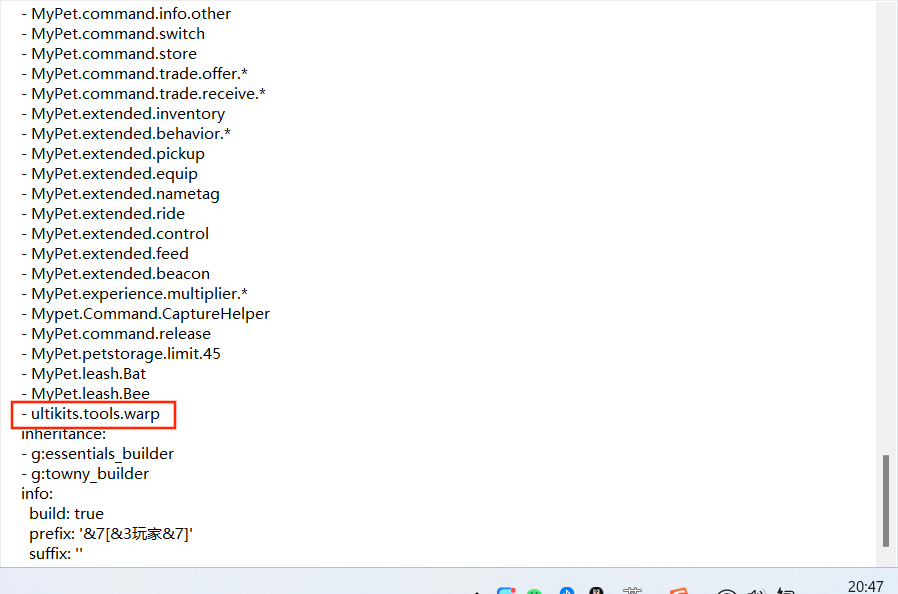 - MyPet.command.info.other
- MyPet.command.switch
- MyPet.command.store
- MyPet.command.trade.offer.*
- MyPet.command.trade.receive.*
- MyPet.extended.inventory
- MyPet.extended.behavior.*
- MyPet.extended.pickup
- MyPet.extended.equip
- MyPet.extended.nametag
- MyPet.extended.ride
- MyPet.extended.control
- MyPet.extended.feed
- MyPet.extended.beacon
- MyPet.experience.multiplier.*
- Mypet.Command.CaptureHelper
- MyPet.command.release
- MyPet.petstorage.limit.45
- MyPet.leash.Bat
- MyPet.leash.Bee
- ultikits.tools.warp
inheritance:
- g:essentials_builder
- g:towny_builder
info:
build: true
prefix: '&7[&3玩家&7]'
suffix: ''
20:47